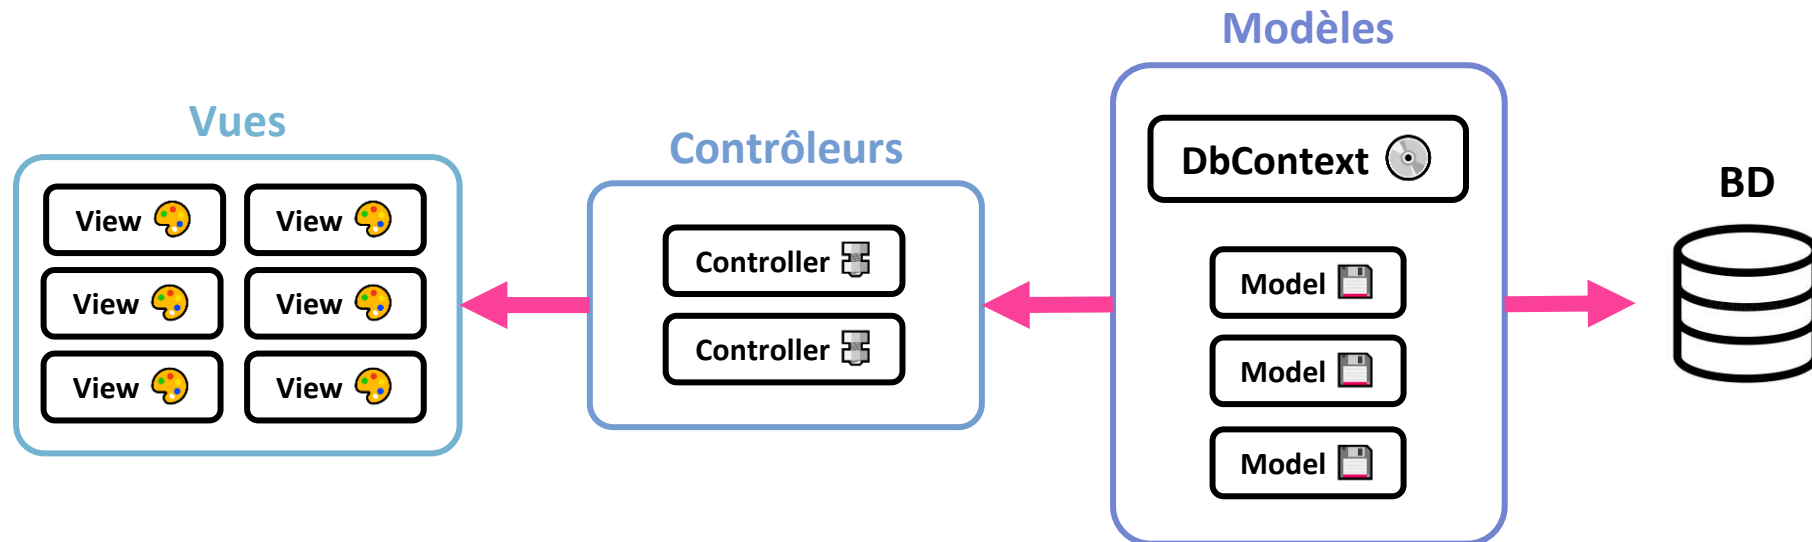 Vues
View View
View View
View View
Contrôleurs
Controller
Controller
Modèles
DbContext
Model
Model
Model
BD